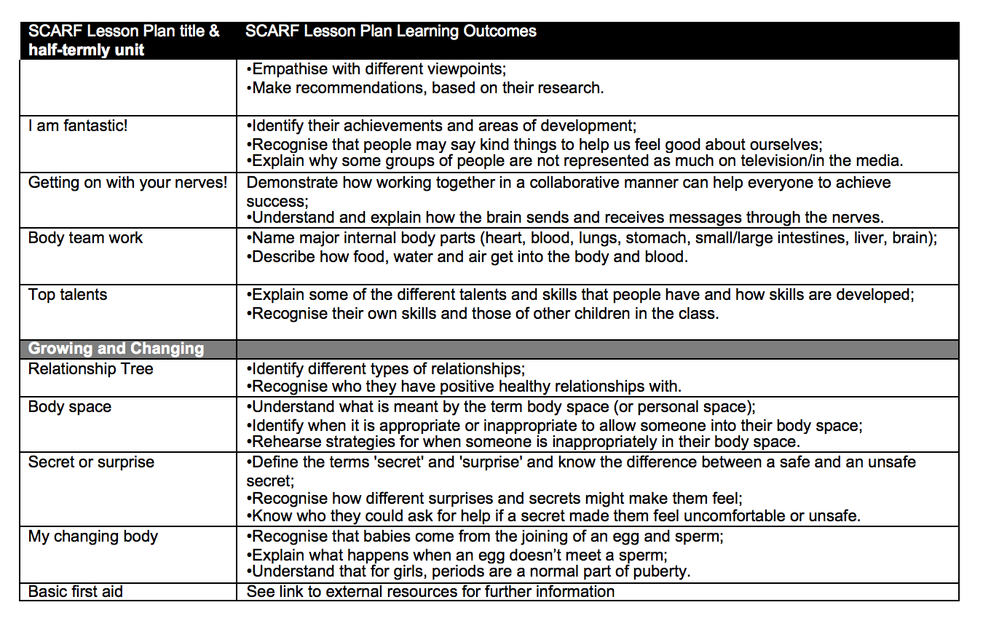 SCARF Lesson Plan title &
half-termly unit
SCARF Lesson Plan Learning Outcomes
•Empathise with different viewpoints;
•Make recommendations, based on their research.
I am fantastic!
•Identify their achievements and areas of development;
•Recognise that people may say kind things to help us feel good about ourselves;
•Explain why some groups of people are not represented as much on television/in the media.
Getting on with your nerves!
Demonstrate how working together in a collaborative manner can help everyone to achieve
success;
•Understand and explain how the brain sends and receives messages through the nerves.
Body team work
•Name major internal body parts (heart, blood, lungs, stomach, small/large intestines, liver, brain);
•Describe how food, water and air get into the body and blood.
Top talents
•Explain some of the different talents and skills that people have and how skills are developed;
•Recognise their own skills and those of other children in the class.
Growing and Changing
Relationship Tree
•Identify different types of relationships;
•Recognise who they have positive healthy relationships with.
Body space
•Understand what is meant by the term body space (or personal space);
•Identify when it is appropriate or inappropriate to allow someone into their body space;
•Rehearse strategies for when someone is inappropriately in their body space.
Secret or surprise
•Define the terms 'secret' and 'surprise' and know the difference between a safe and an unsafe
secret;
•Recognise how different surprises and secrets might make them feel;
•Know who they could ask for help if a secret made them feel uncomfortable or unsafe.
My changing body
•Recognise that babies come from the joining of an egg and sperm;
•Explain what happens when an egg doesn’t meet a sperm;
•Understand that for girls, periods are a normal part of puberty.
Basic first aid
See link to external resources for further information